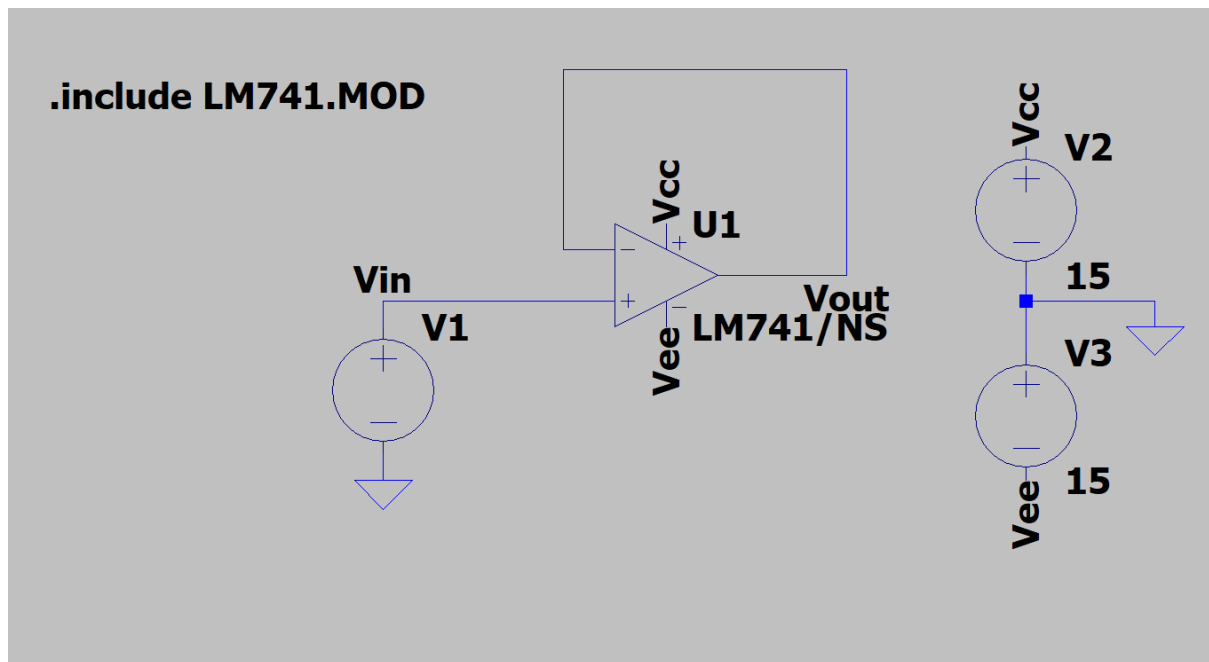 .include LM741.MOD
Vcc
U1
Vin
V1
Vout
LM741/NS
Vee
Vcc
V2
15
V3
15
Vee